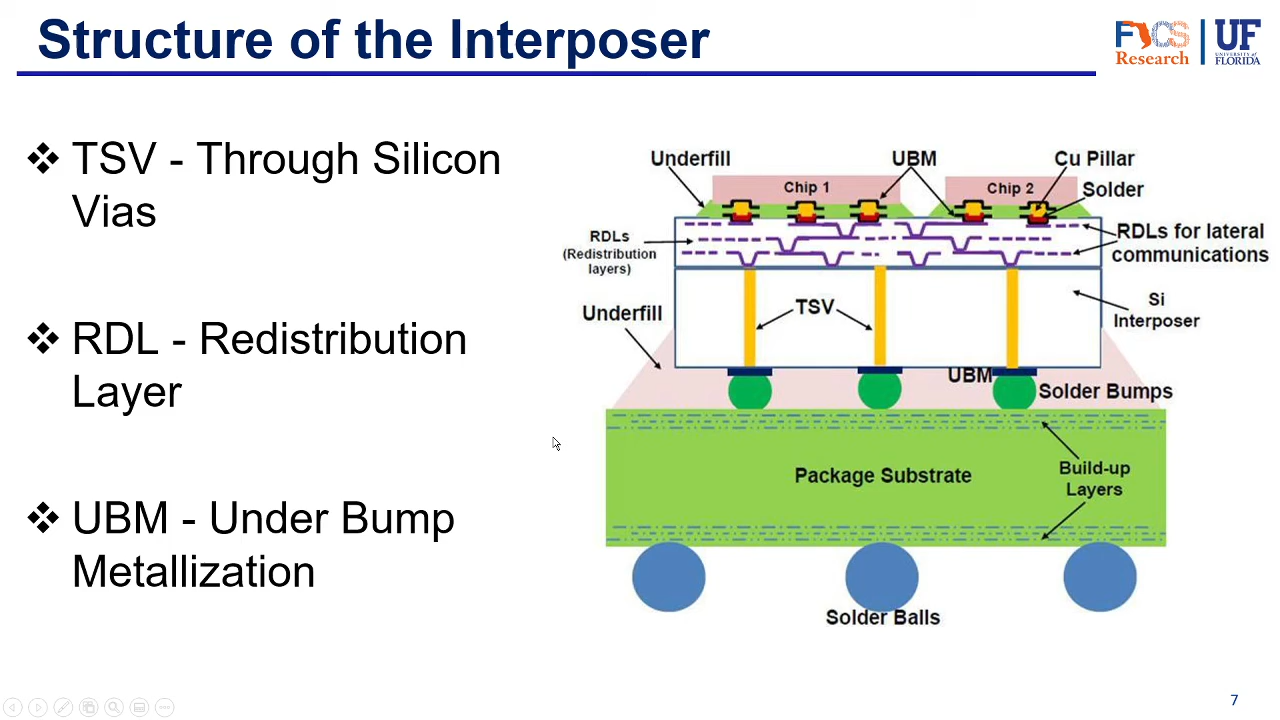 Structure of the Interposer
FICS
Research
UF
UNIVERSITY of
FLORIDA
❖ TSV - Through Silicon
Vias
❖ RDL - Redistribution
Layer
❖ UBM - Under Bump
Metallization
Underfill
UBM
Cu Pillar
Chip 1
Chip 2
Solder
RDLs
(Redistribution
layers)
RDLs for lateral
communications
Underfill
TSV
Si
Interposer
UBM
Solder Bumps
Package Substrate
Build-up
Layers
Solder Balls
7